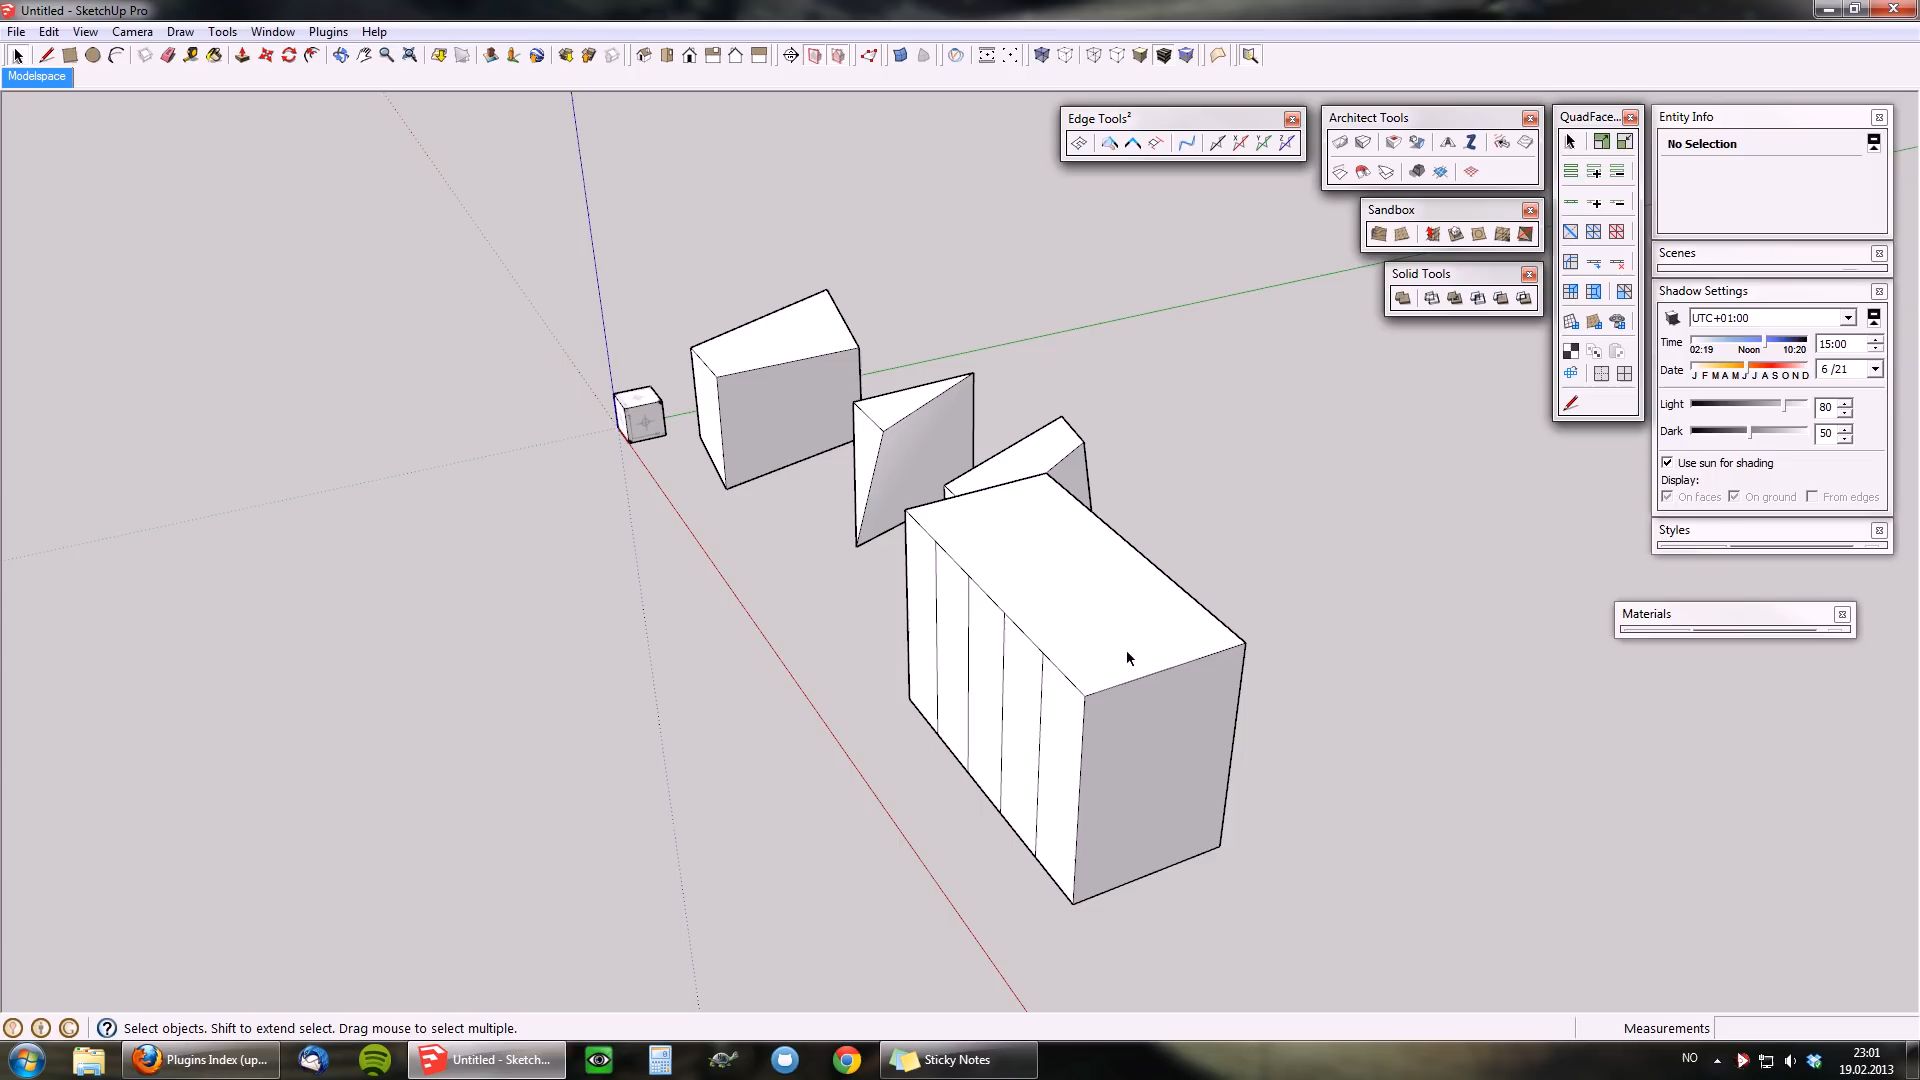 Untitled - SketchUp Pro
File Edit View Camera Draw Tools Window Plugins Help
Modelspace
Edge Tools²
Architect Tools
QuadFace...
Entity Info
No Selection
Sandbox
Solid Tools
Scenes
Shadow Settings
UTC+01:00
Time 02:19 Noon 10:20 15:00
Date J F M A M J J A S O N D 6 /21
Light 80
Dark 50
Use sun for shading
Display:
On faces On ground From edges
Styles
Materials
Select objects. Shift to extend select. Drag mouse to select multiple.
Measurements
Plugins Index (up...
Untitled - Sketch...
Sticky Notes
NO
23:01
19.02.2013